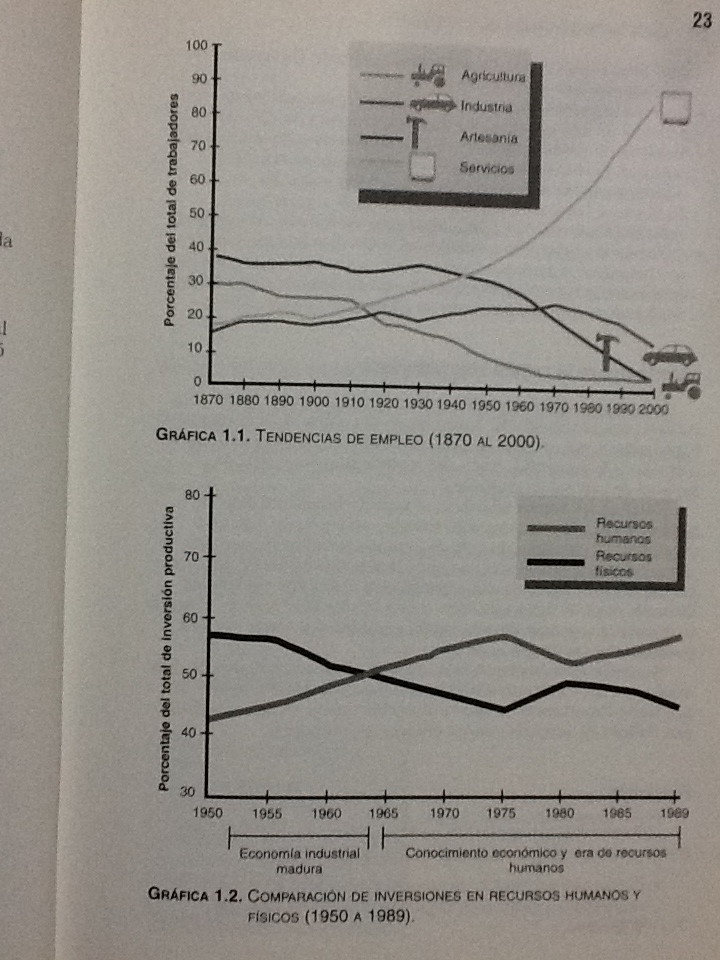 23
Porcentaje del total de trabajadores
100
90
80
70
60
50
40
30
20
10
0
Agricultura
Industria
Artesanía
Servicios
1870 1880 1890 1900 1910 1920 1930 1940 1950 1960 1970 1980 1990 2000
GRÁFICA 1.1. TENDENCIAS DE EMPLEO (1870 AL 2000).
Porcentaje del total de inversión productiva
80
70
60
50
40
30
Recursos
humanos
Recursos
físicos
1950 1955 1960 1965 1970 1975 1980 1985 1989
Economía industrial
madura
Conocimiento económico y era de recursos
humanos
GRÁFICA 1.2. COMPARACIÓN DE INVERSIONES EN RECURSOS HUMANOS Y
FÍSICOS (1950 A 1989).